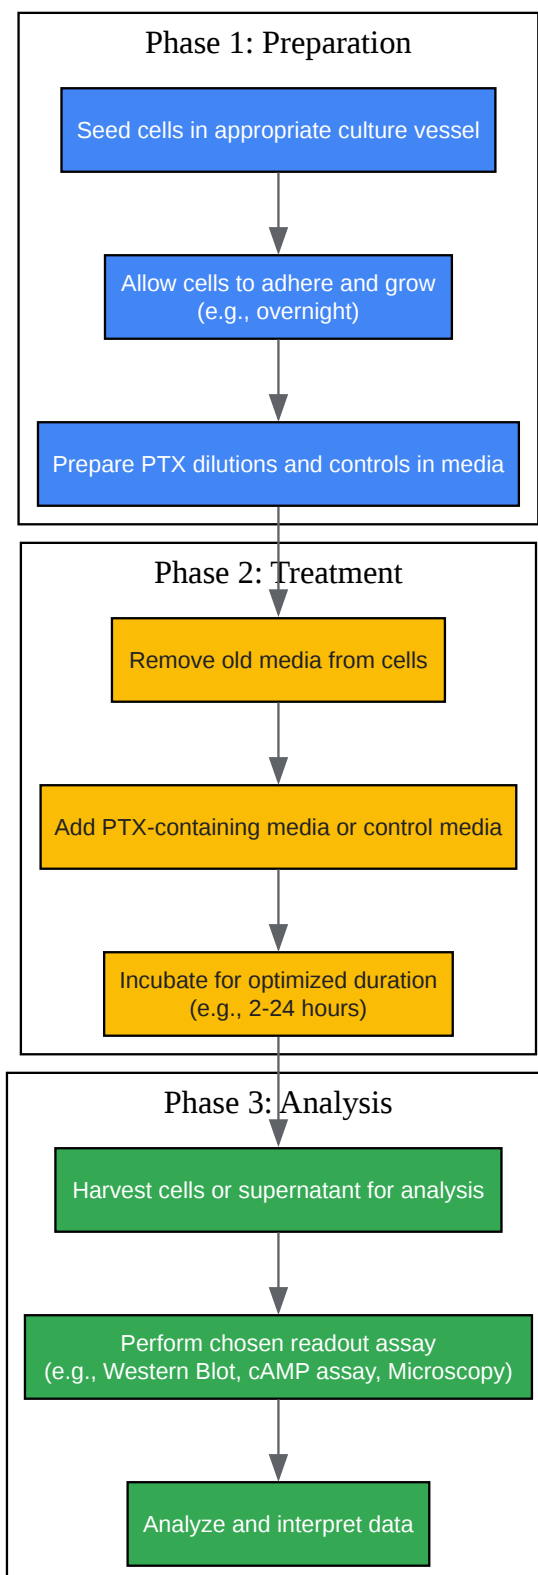 Phase 1: Preparation
Seed cells in appropriate culture vessel
Allow cells to adhere and grow
(e.g., overnight)
Prepare PTX dilutions and controls in media
Phase 2: Treatment
Remove old media from cells
Add PTX-containing media or control media
Incubate for optimized duration
(e.g., 2-24 hours)
Phase 3: Analysis
Harvest cells or supernatant for analysis
Perform chosen readout assay
(e.g., Western Blot, cAMP assay, Microscopy)
Analyze and interpret data